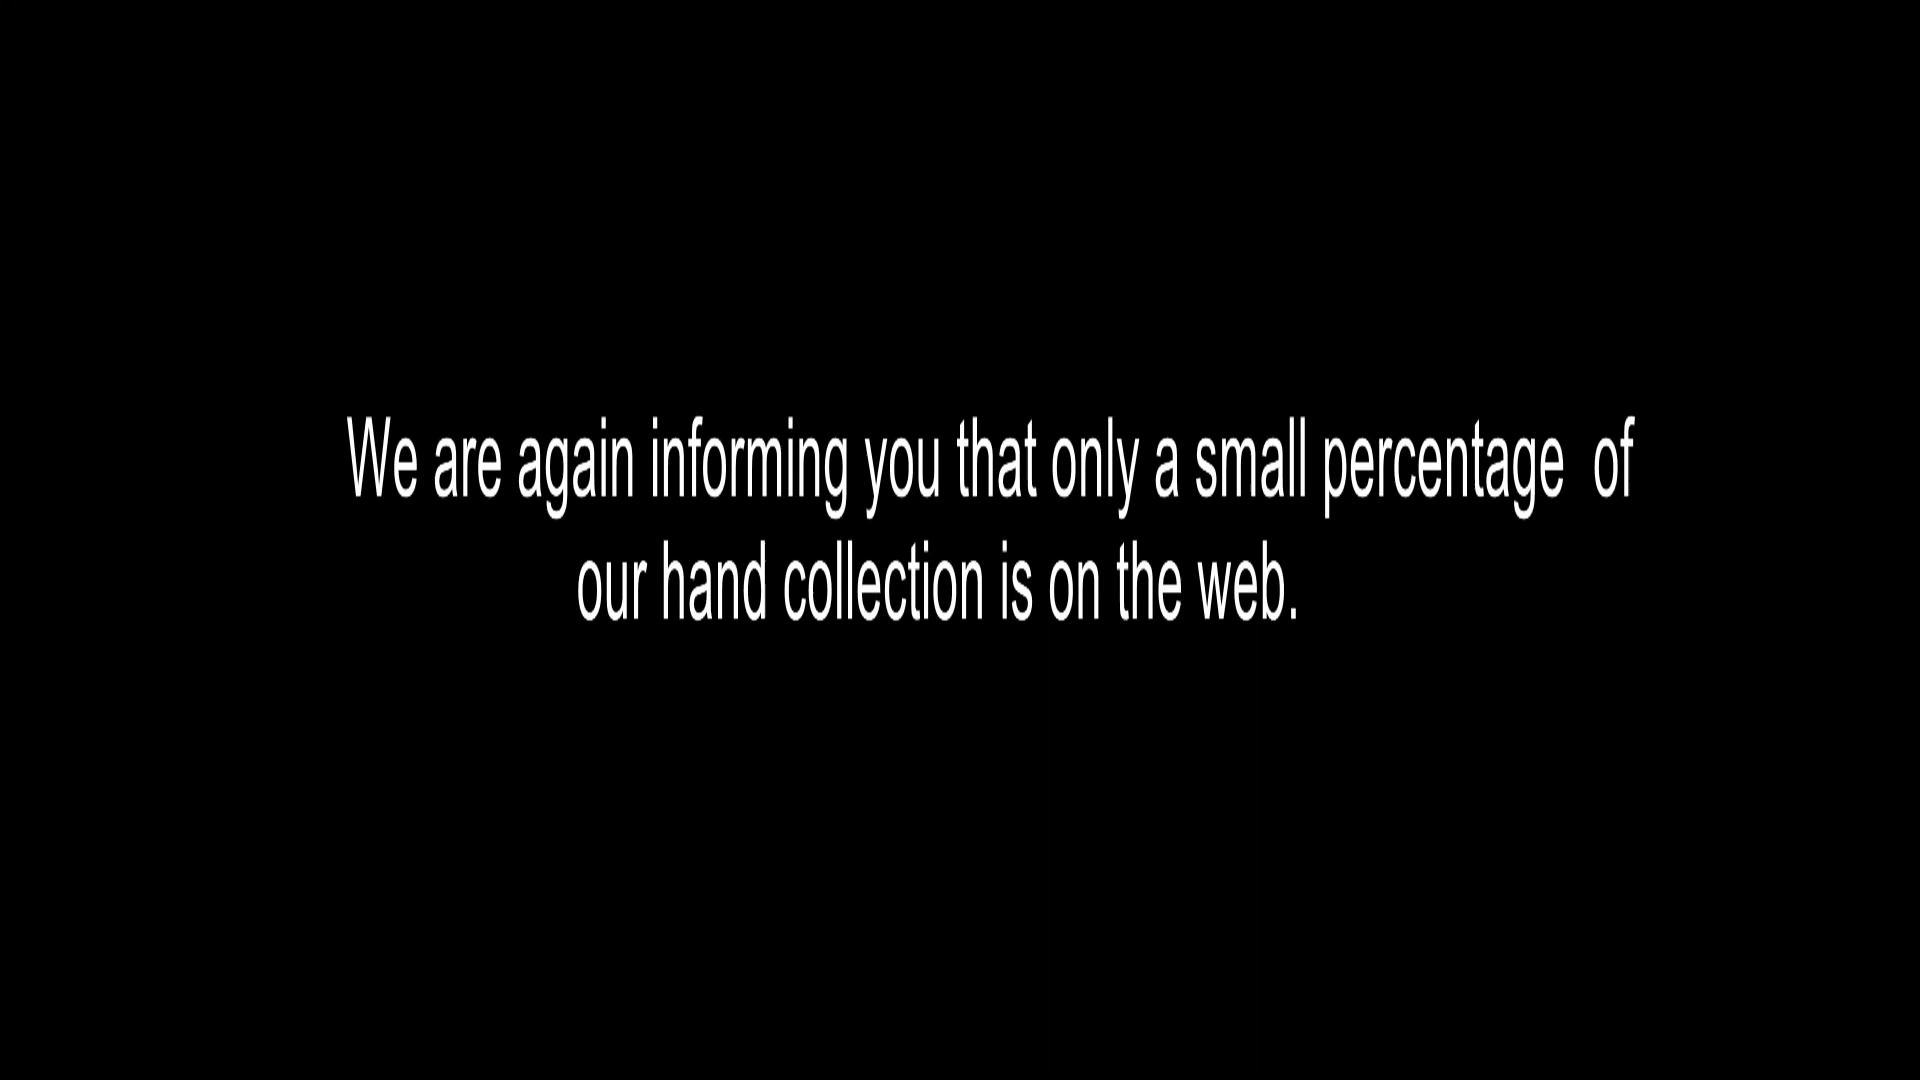 We are again informing you that only a small percentage  of
our hand collection is on the web.